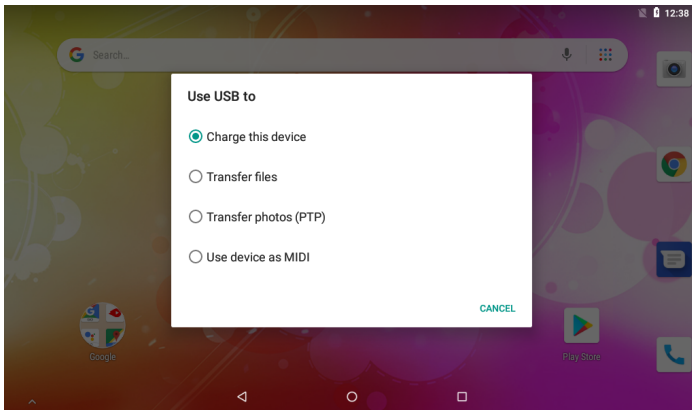 12:38
Search...
Use USB to
Charge this device
Transfer files
Transfer photos (PTP)
Use device as MIDI
CANCEL
Google
Play Store